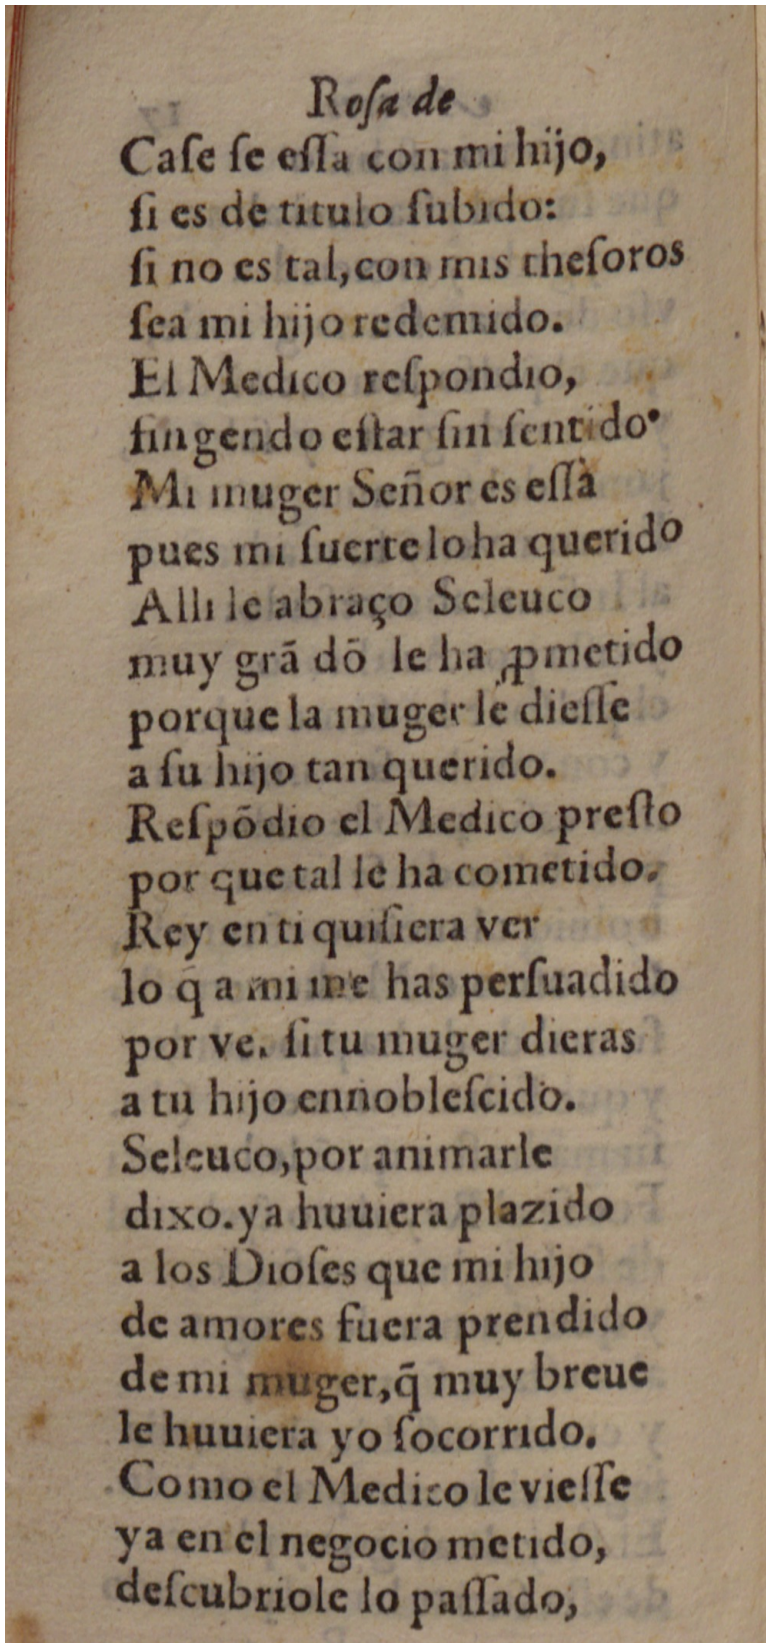 Roſa de
Caſe ſe eſſa con mi hijo,
ſi es de titulo ſubido:
ſi no es tal, con mis theſoros
ſea mi hijo redemido.
El Medico reſpondio,
fingendo eſtar ſin ſentido.
Mi muger Señor es eſſa
pues mi ſuerte lo ha querido
Alli le abraço Seleuco
muy grã dõ le ha ꝓmetido
porque la muger le dieſſe
a ſu hijo tan querido.
Reſpõdio el Medico preſto
por que tal le ha cometido.
Rey en ti quiſiera ver
lo q̃ a mi me has perſuadido
por ver ſi tu muger dieras
a tu hijo ennobleſcido.
Seleuco, por animarle
dixo. ya huuiera plazido
a los Dioſes que mi hijo
de amores fuera prendido
de mi muger, q̃ muy breue
le huuiera yo ſocorrido.
Como el Medico le vieſſe
ya en el negocio metido,
deſcubriole lo paſſado,